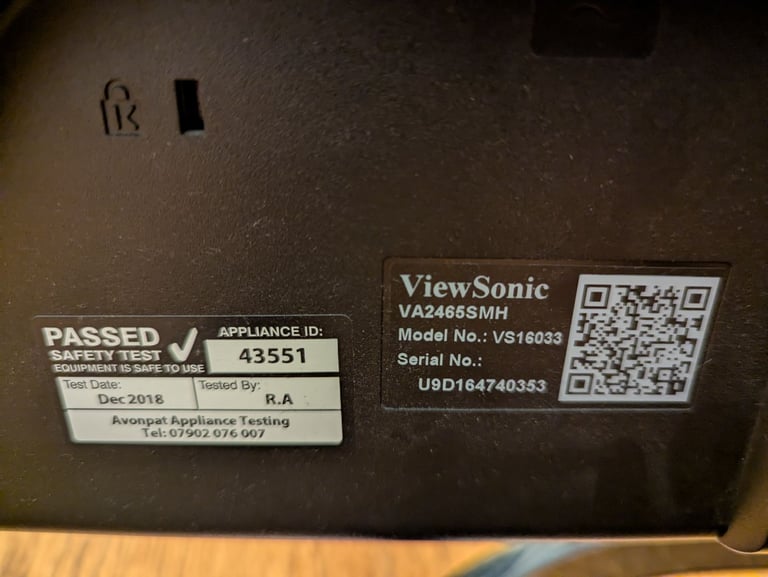 PASSED
SAFETY TEST
EQUIPMENT IS SAFE TO USE
APPLIANCE ID:
43551
Test Date:
Dec 2018
Tested By:
R.A
Avonpat Appliance Testing
Tel: 07902 076 007
ViewSonic
VA2465SMH
Model No.: VS16033
Serial No.:
U9D164740353